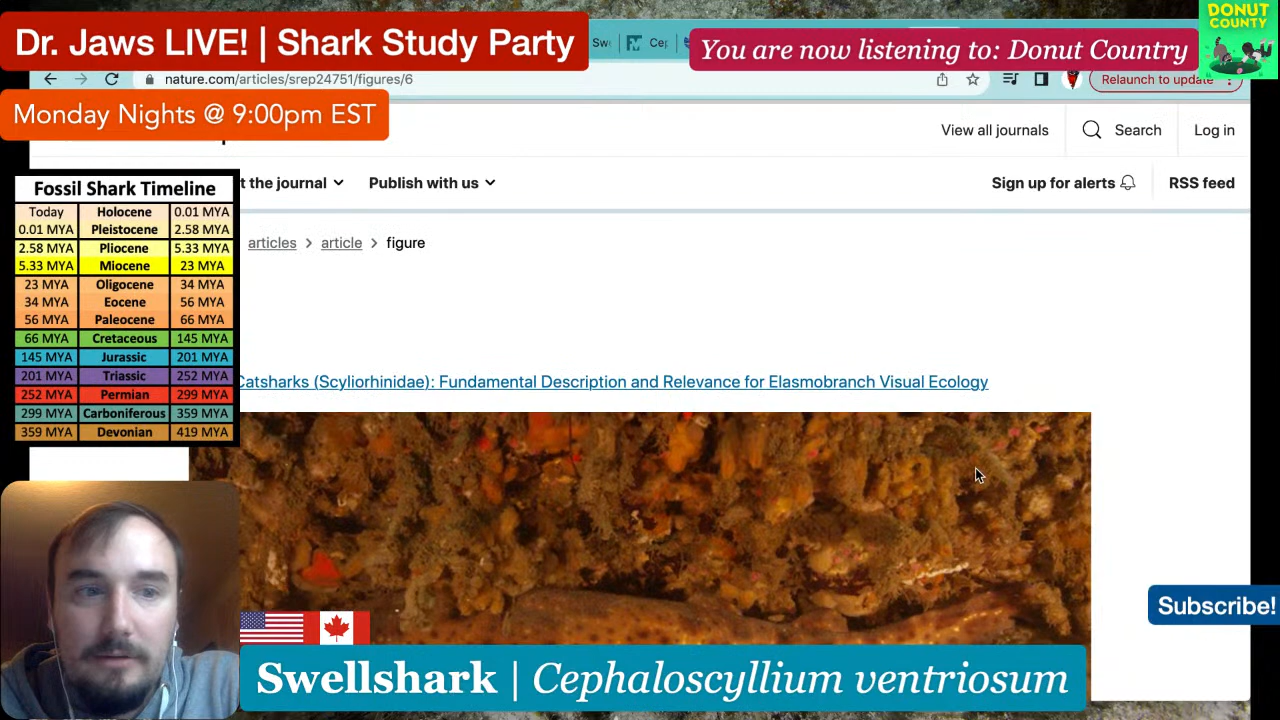 Dr. Jaws LIVE! | Shark Study Party
Swe
Cep
You are now listening to: Donut Country
DONUT
COUNTY
nature.com/articles/srep24751/figures/6
Relaunch to update
Monday Nights @ 9:00pm EST
View all journals
Search
Log in
t the journal
Publish with us
Sign up for alerts
RSS feed
articles > article > figure
Fossil Shark Timeline
Today Holocene 0.01 MYA
0.01 MYA Pleistocene 2.58 MYA
2.58 MYA Pliocene 5.33 MYA
5.33 MYA Miocene 23 MYA
23 MYA Oligocene 34 MYA
34 MYA Eocene 56 MYA
56 MYA Paleocene 66 MYA
66 MYA Cretaceous 145 MYA
145 MYA Jurassic 201 MYA
201 MYA Triassic 252 MYA
252 MYA Permian 299 MYA
299 MYA Carboniferous 359 MYA
359 MYA Devonian 419 MYA
Catsharks (Scyliorhinidae): Fundamental Description and Relevance for Elasmobranch Visual Ecology
Subscribe!
Swellshark | Cephaloscyllium ventriosum